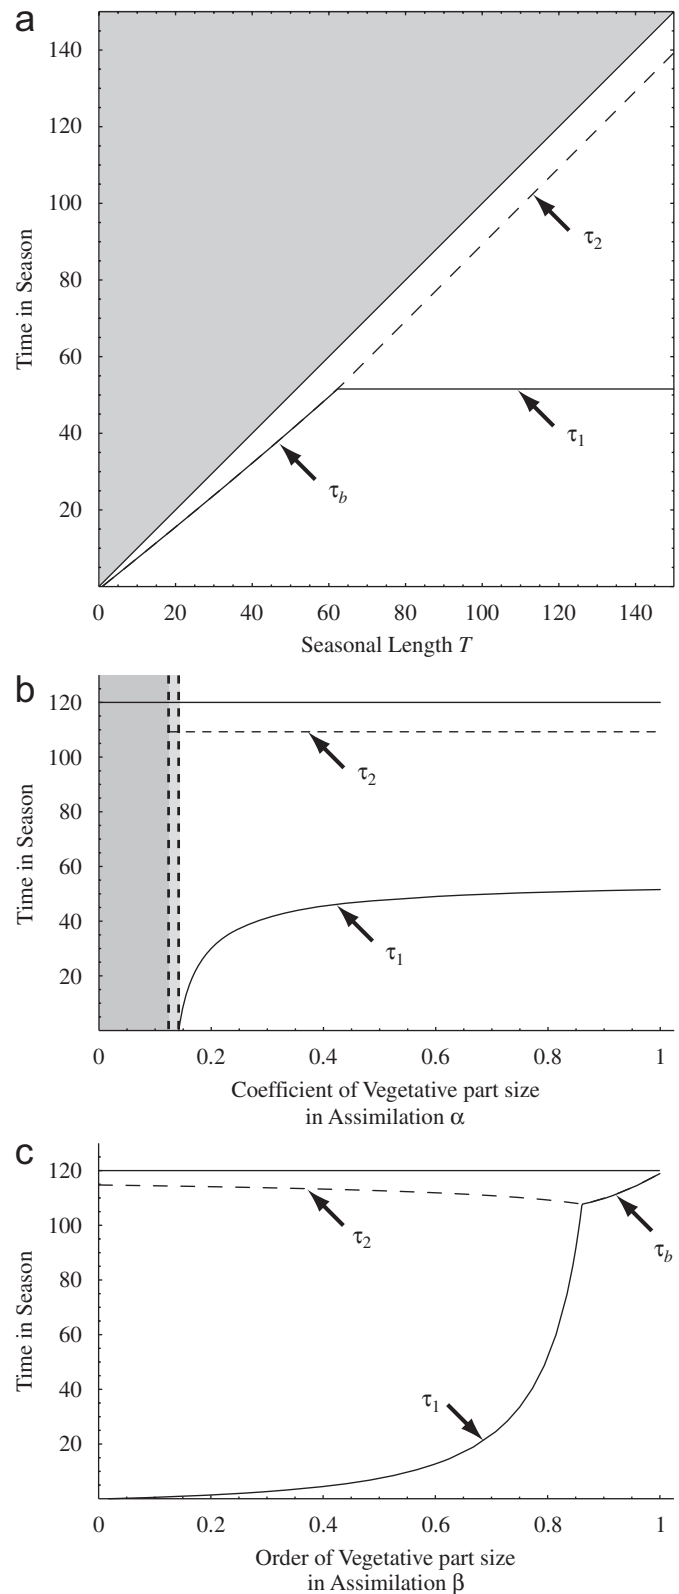 a
140
120
100
80
60
40
20
Time in Season
τ2
τ1
τb
0 20 40 60 80 100 120 140
Seasonal Length T
b
120
100
80
60
40
20
Time in Season
τ2
τ1
0 0.2 0.4 0.6 0.8 1
Coefficient of Vegetative part size
in Assimilation α
c
120
100
80
60
40
20
Time in Season
τ2
τb
τ1
0 0.2 0.4 0.6 0.8 1
Order of Vegetative part size
in Assimilation β